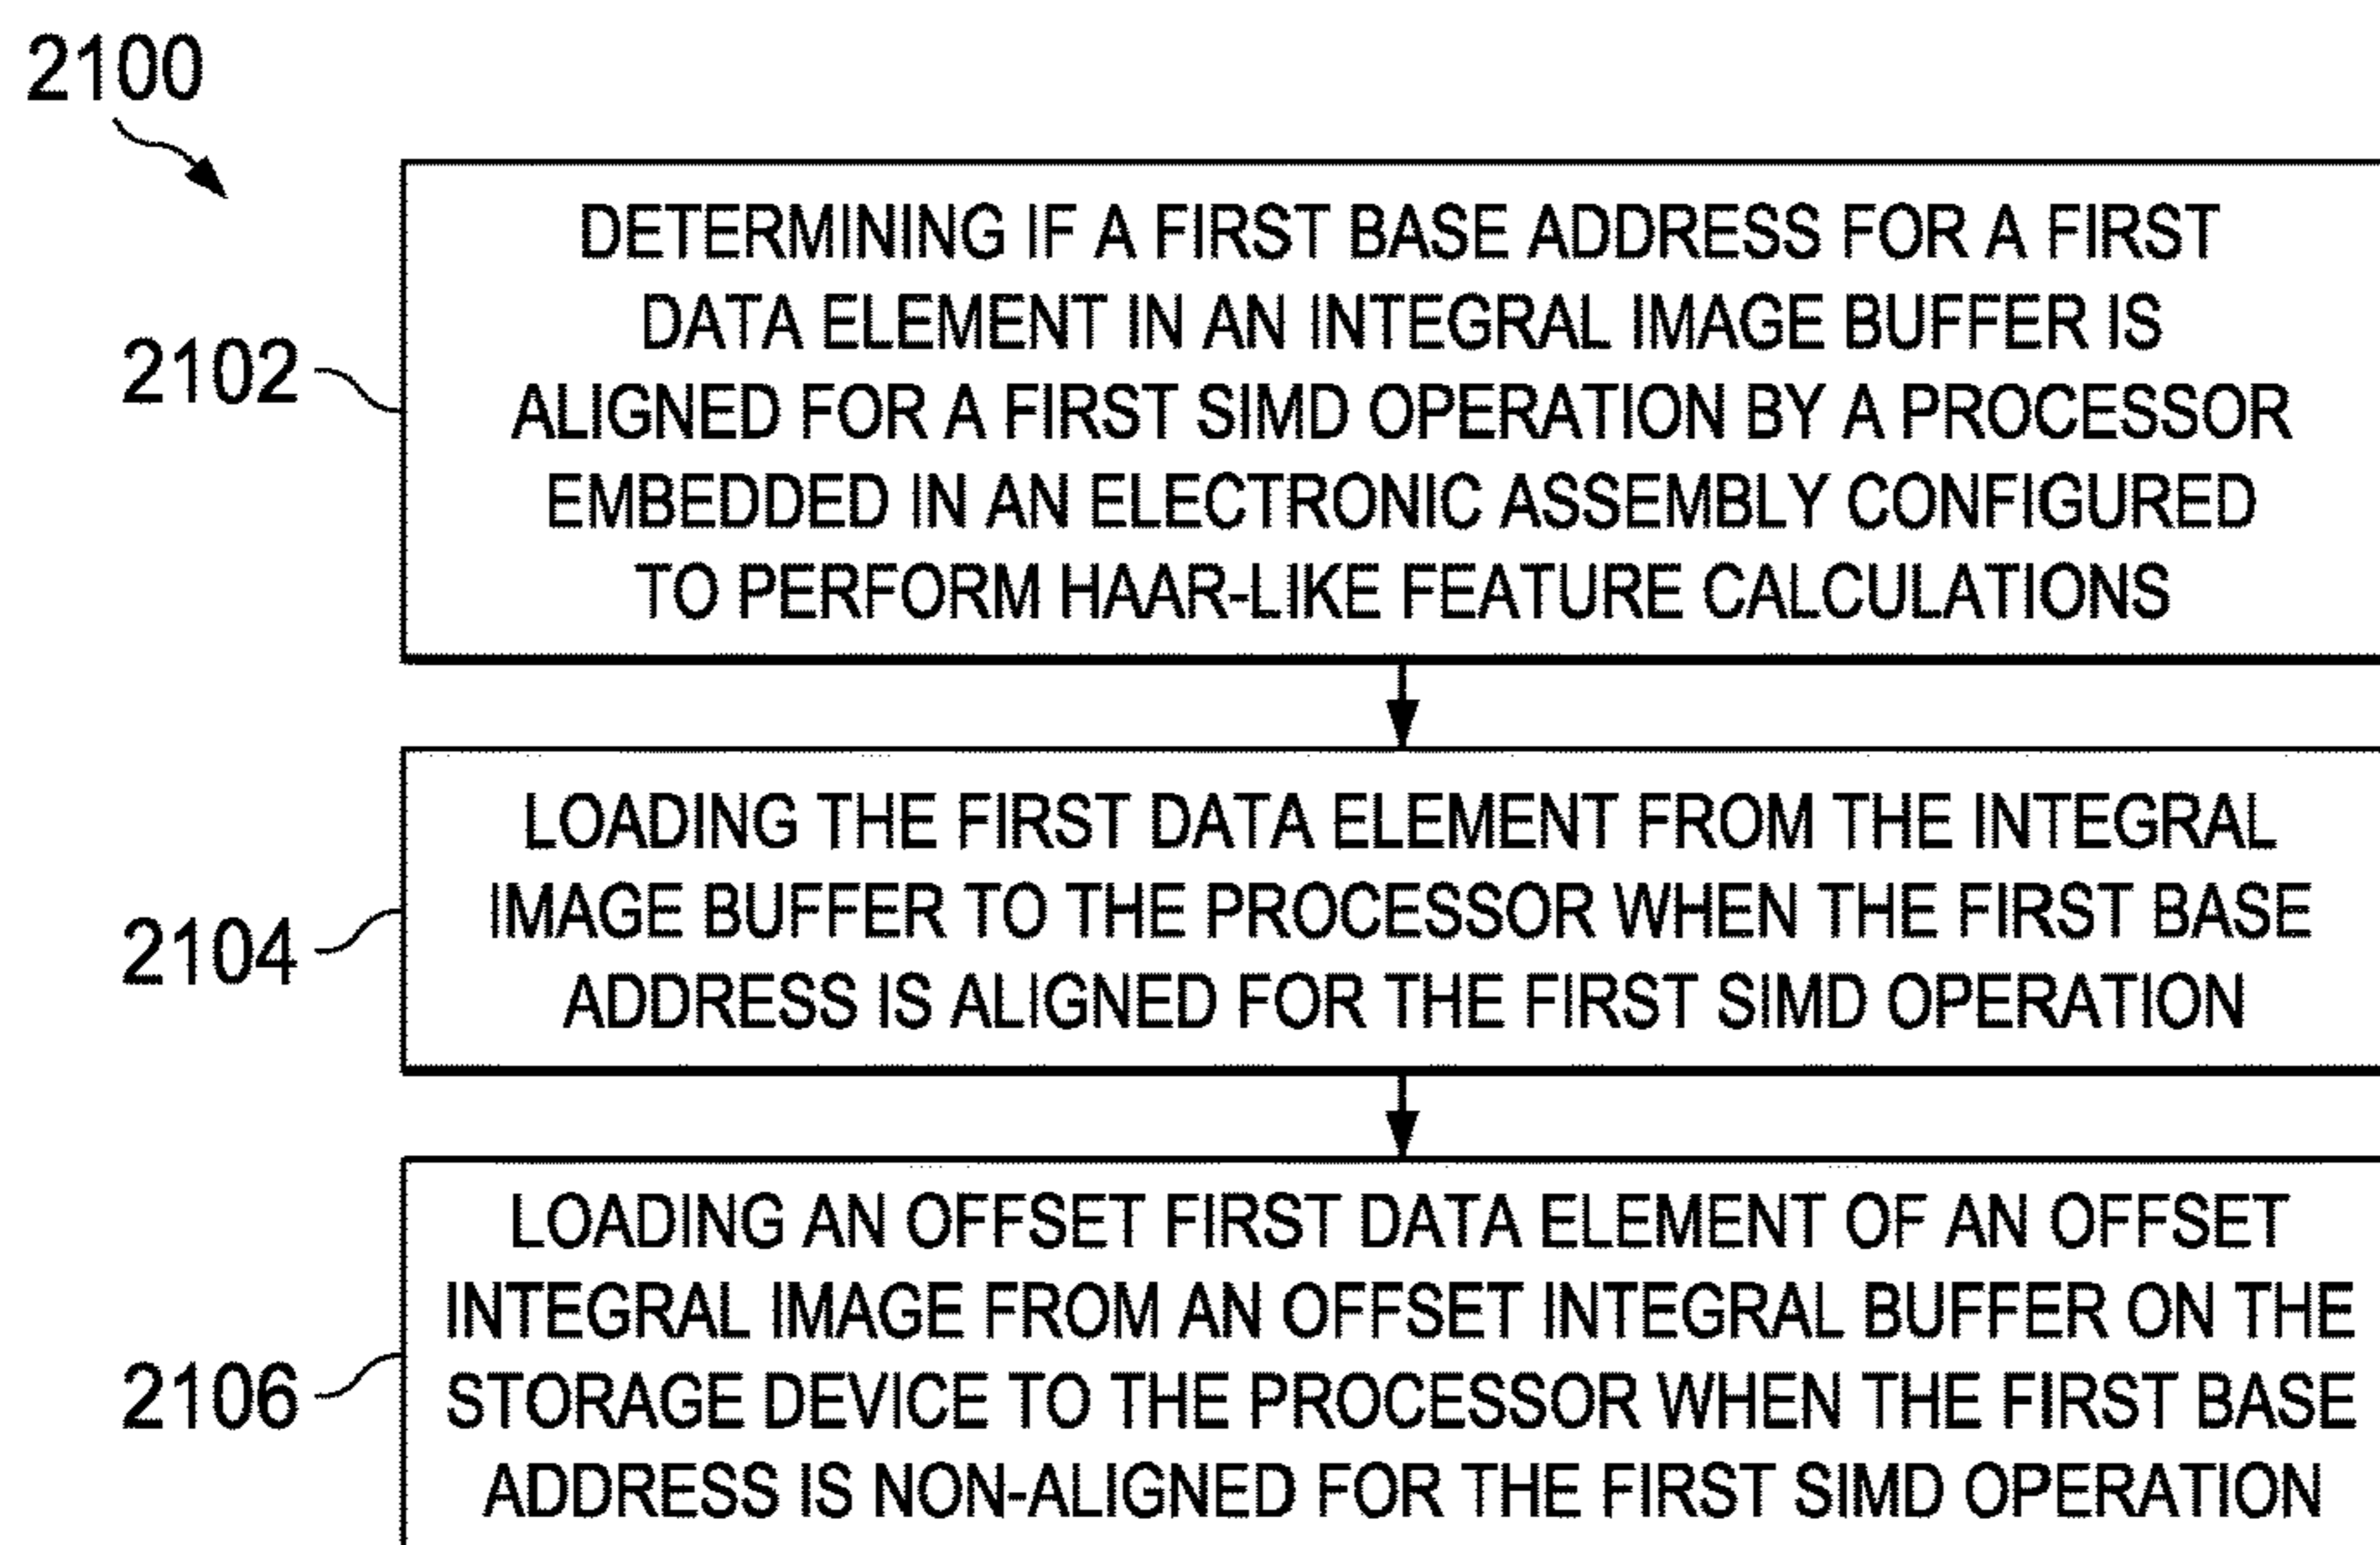 2100
DETERMINING IF A FIRST BASE ADDRESS FOR A FIRST
DATA ELEMENT IN AN INTEGRAL IMAGE BUFFER IS
2102
ALIGNED FOR A FIRST SIMD OPERATION BY A PROCESSOR
EMBEDDED IN AN ELECTRONIC ASSEMBLY CONFIGURED
TO PERFORM HAAR-LIKE FEATURE CALCULATIONS
LOADING THE FIRST DATA ELEMENT FROM THE INTEGRAL
IMAGE BUFFER TO THE PROCESSOR WHEN THE FIRST BASE
2104
ADDRESS IS ALIGNED FOR THE FIRST SIMD OPERATION
LOADING AN OFFSET FIRST DATA ELEMENT OF AN OFFSET
INTEGRAL IMAGE FROM AN OFFSET INTEGRAL BUFFER ON THE
2106
STORAGE DEVICE TO THE PROCESSOR WHEN THE FIRST BASE
ADDRESS IS NON-ALIGNED FOR THE FIRST SIMD OPERATION